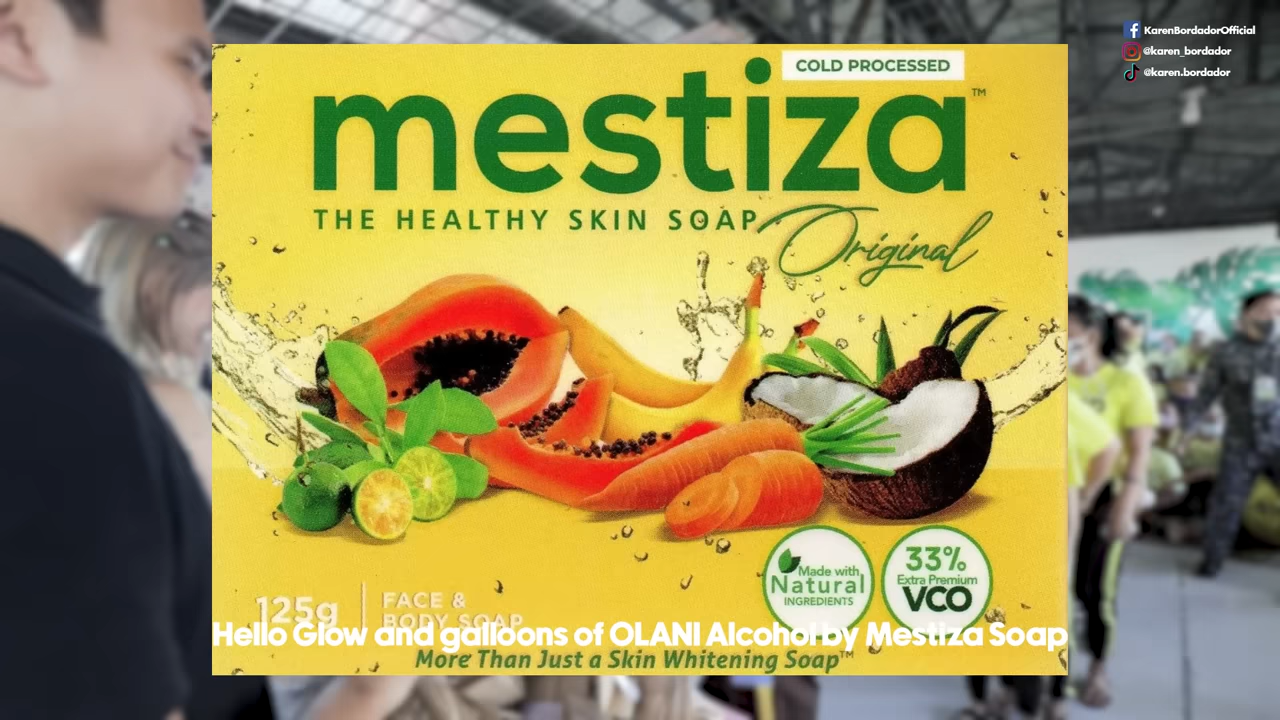 KarenBordadorOfficial
@karen_bordador
@karen.bordador
COLD PROCESSED
mestiza™
THE HEALTHY SKIN SOAP
Original
Made with
Natural
INGREDIENTS
33%
Extra Premium
VCO
125g
FACE &
BODY SOAP
Hello Glow and galloons of OLANI Alcohol by Mestiza Soap
More Than Just a Skin Whitening Soap™